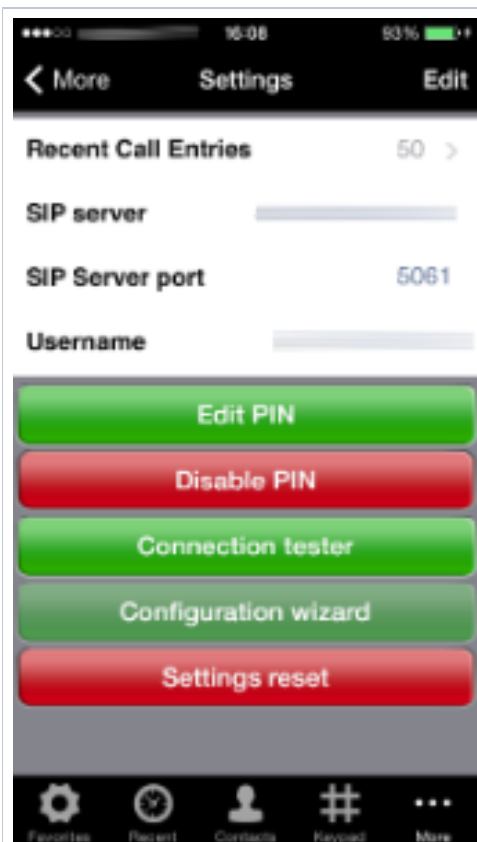 16:08 93%
More Settings Edit
Recent Call Entries 50
SIP server
SIP Server port 5061
Username
Edit PIN
Disable PIN
Connection tester
Configuration wizard
Settings reset
Favorites Recent Contacts Keypad More